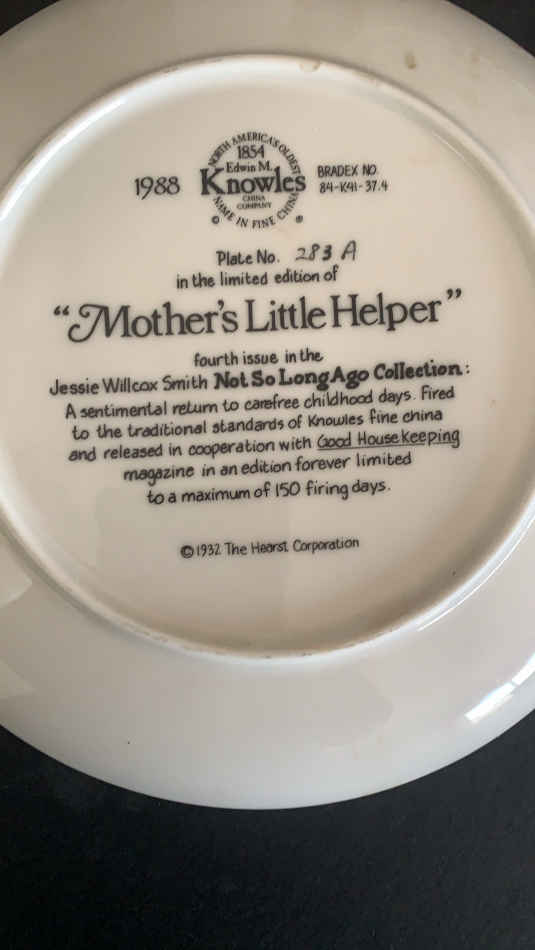 NORTH AMERICA'S OLDEST
1854
Edwin M.
1988 Knowles BRADEX NO.
84-K41-37.4
CHINA
COMPANY
NAME IN FINE CHINA
© ®
Plate No. 283 A
in the limited edition of
“Mother's Little Helper”
fourth issue in the
Jessie Willcox Smith Not So Long Ago Collection:
A sentimental return to carefree childhood days. Fired
to the traditional standards of Knowles fine china
and released in cooperation with Good Housekeeping
magazine in an edition forever limited
to a maximum of 150 firing days.
©1932 The Hearst Corporation